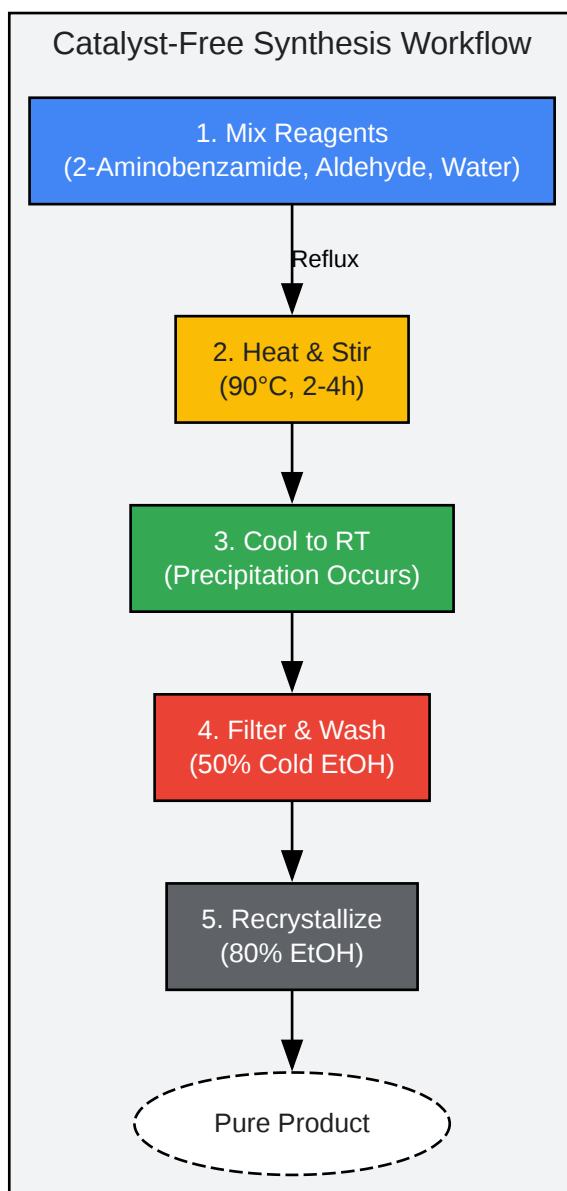 Catalyst-Free Synthesis Workflow
1. Mix Reagents
(2-Aminobenzamide, Aldehyde, Water)
Reflux
2. Heat & Stir
(90°C, 2-4h)
3. Cool to RT
(Precipitation Occurs)
4. Filter & Wash
(50% Cold EtOH)
5. Recrystallize
(80% EtOH)
Pure Product